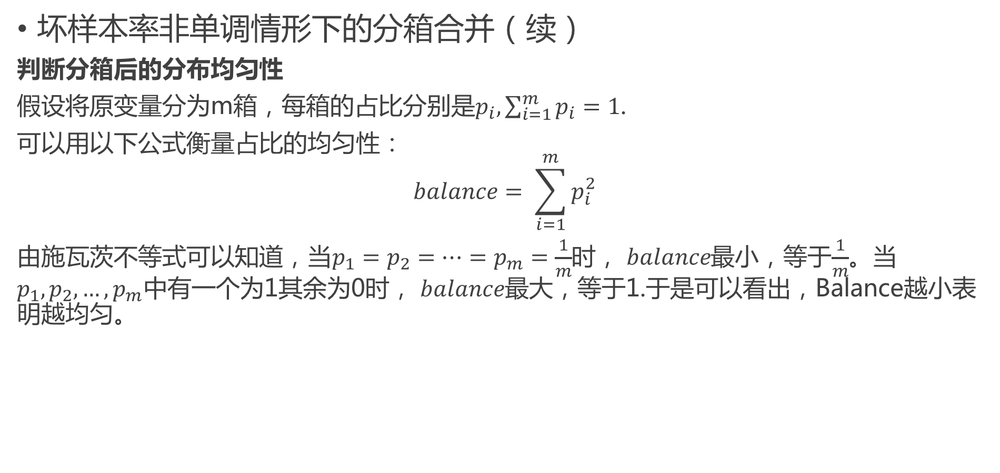 • 坏样本率非单调情形下的分箱合并（续）
判断分箱后的分布均匀性
假设将原变量分为m箱，每箱的占比分别是$p_i, \sum_{i=1}^{m} p_i = 1.$
可以用以下公式衡量占比的均匀性：
$balance = \sum_{i=1}^{m} p_i^2$
由施瓦茨不等式可以知道，当$p_1 = p_2 = \cdots = p_m = \frac{1}{m}$时， $balance$最小，等于$\frac{1}{m}$。当
$p_1, p_2, \ldots, p_m$中有一个为1其余为0时， $balance$最大，等于1.于是可以看出，Balance越小表
明越均匀。